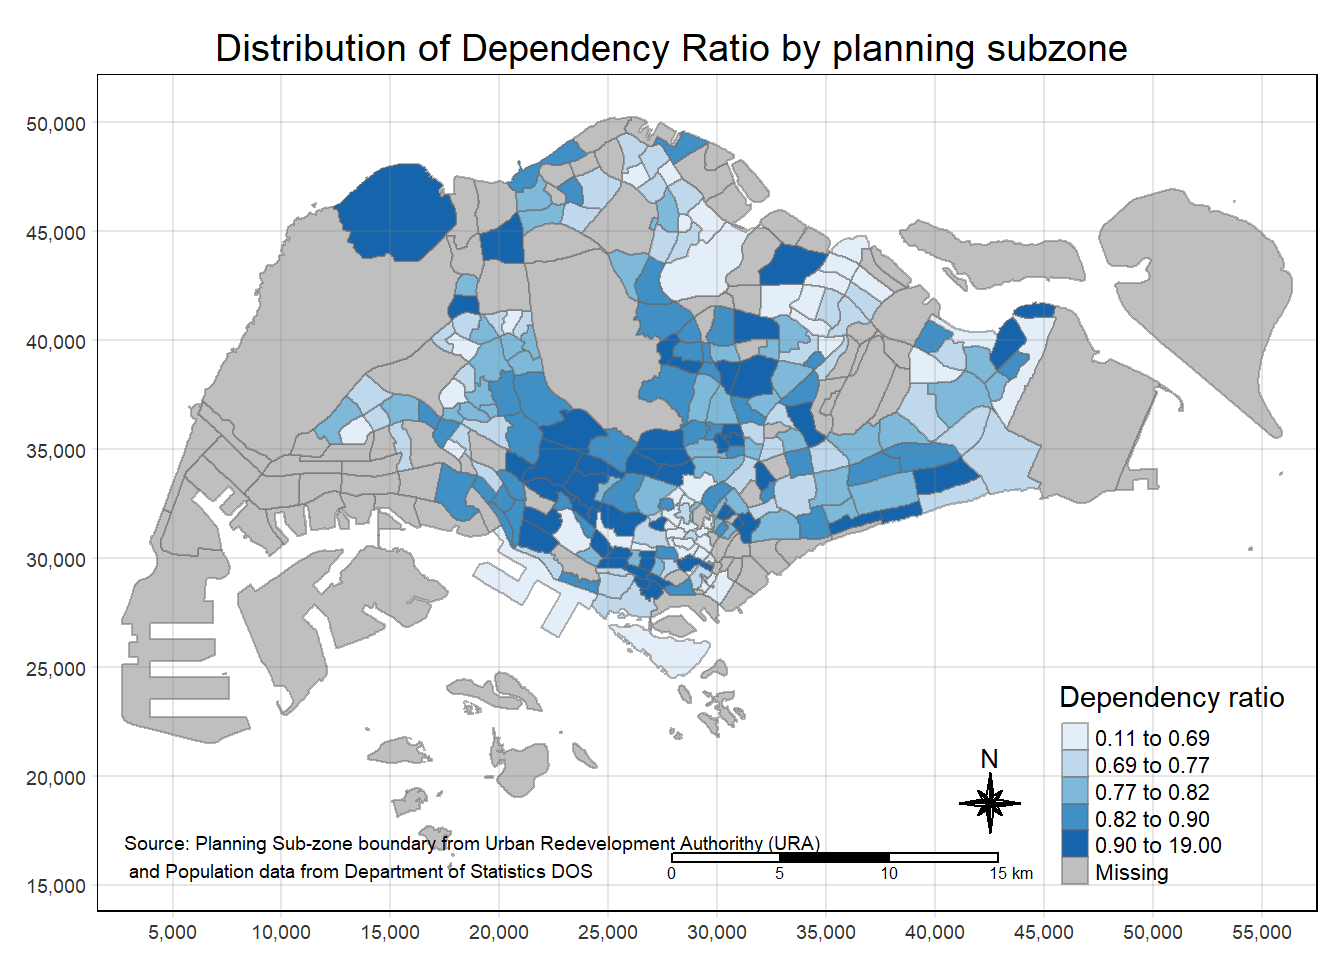 Distribution of Dependency Ratio by planning subzone
50,000
45,000
40,000
35,000
30,000
25,000
20,000
15,000
Dependency ratio
0.11 to 0.69
0.69 to 0.77
0.77 to 0.82
0.82 to 0.90
0.90 to 19.00
Missing
N
Source: Planning Sub-zone boundary from Urban Redevelopment Authorithy (URA)
and Population data from Department of Statistics DOS
0 5 10 15 km
5,000 10,000 15,000 20,000 25,000 30,000 35,000 40,000 45,000 50,000 55,000